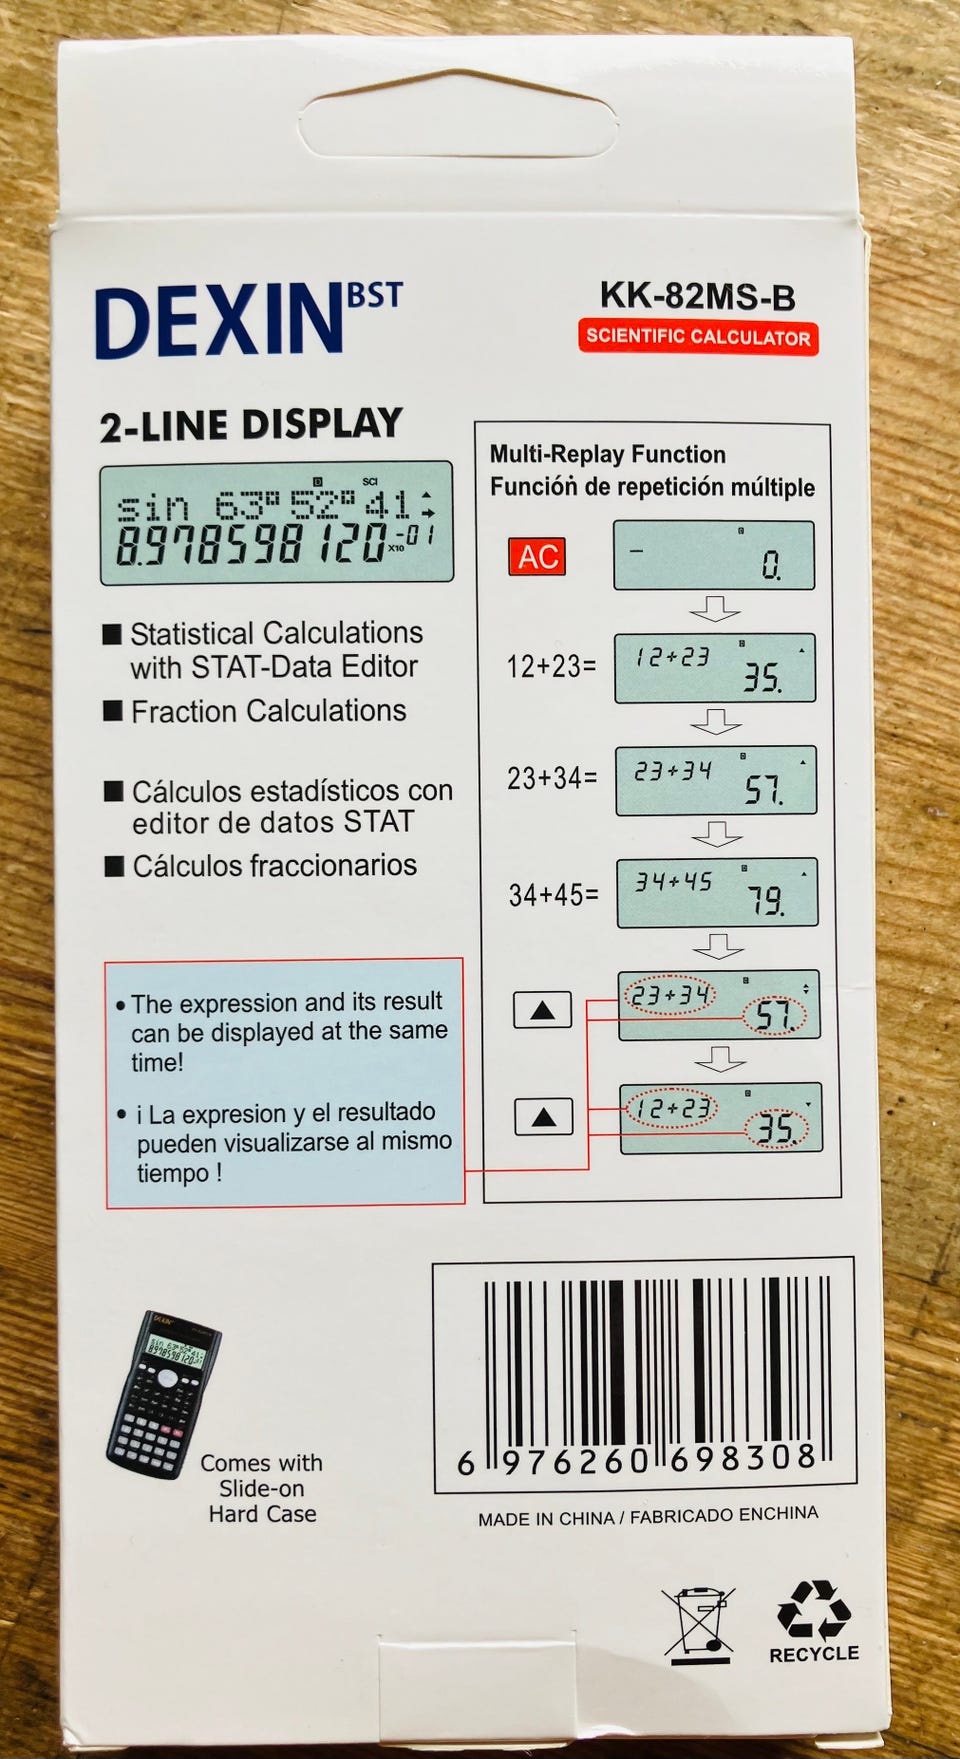 DEXIN BST
KK-82MS-B
SCIENTIFIC CALCULATOR
2-LINE DISPLAY
D SCI
sin 63° 52° 41
8.978598120 x10 -01
Statistical Calculations
with STAT-Data Editor
Fraction Calculations
Cálculos estadísticos con
editor de datos STAT
Cálculos fraccionarios
• The expression and its result
can be displayed at the same
time!
• i La expresion y el resultado
pueden visualizarse al mismo
tiempo !
Multi-Replay Function
Función de repetición múltiple
AC
0.
12+23=
12+23
35.
23+34=
23+34
57.
34+45=
34+45
79.
23+34
57.
12+23
35.
DEXIN
Comes with
Slide-on
Hard Case
6 976260 698308
MADE IN CHINA / FABRICADO ENCHINA
RECYCLE